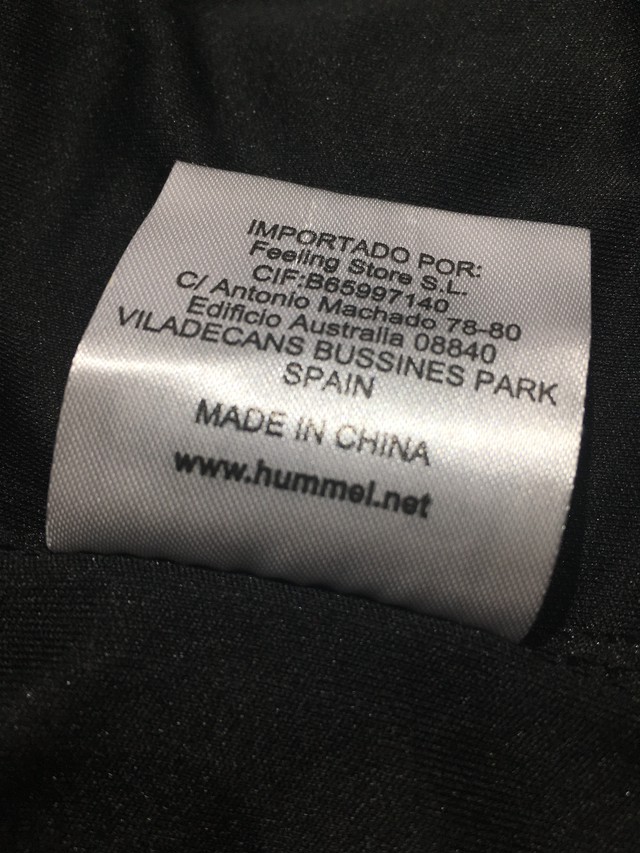 IMPORTADO POR:
Feeling Store S.L.
CIF:B65997140
C/ Antonio Machado 78-80
Edificio Australia 08840
VILADECANS BUSSINES PARK
SPAIN
MADE IN CHINA
www.hummel.net